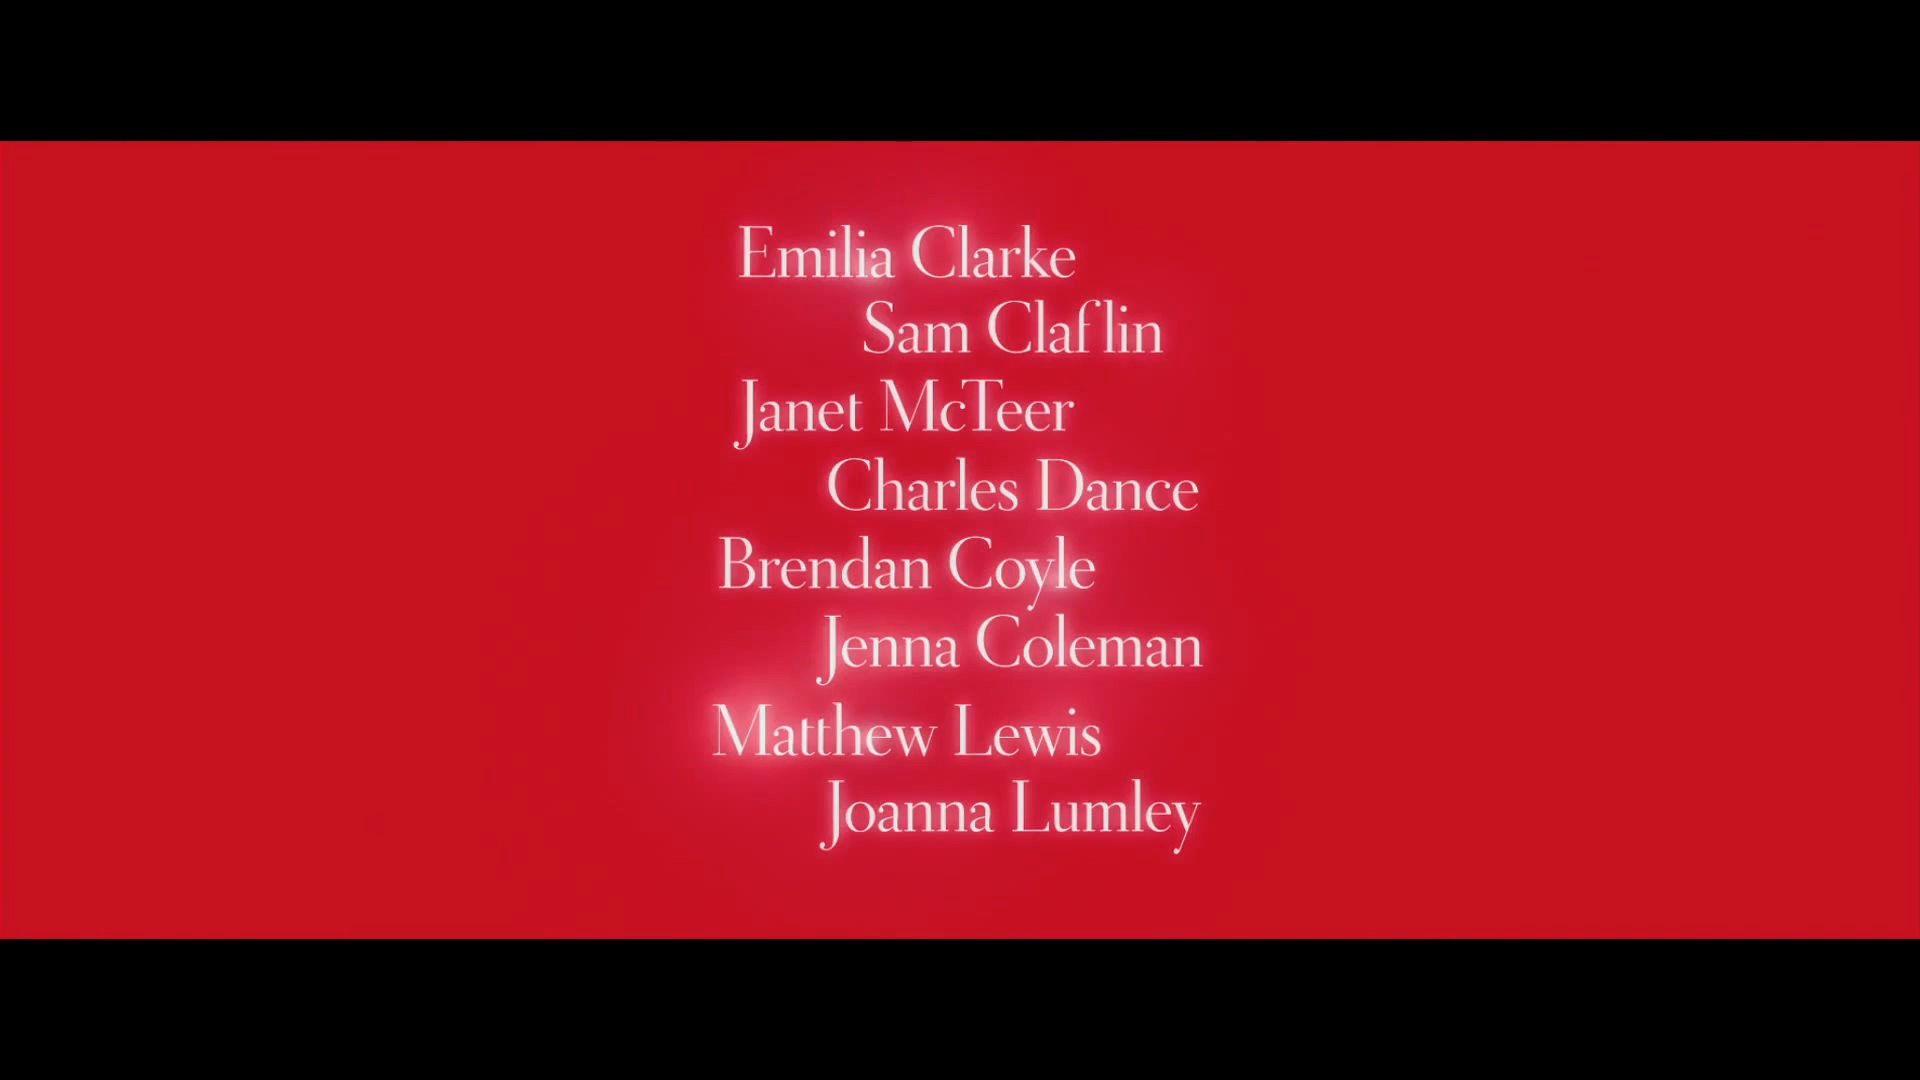 Emilia Clarke
Sam Claflin
Janet McTeer
Charles Dance
Brendan Coyle
Jenna Coleman
Matthew Lewis
Joanna Lumley